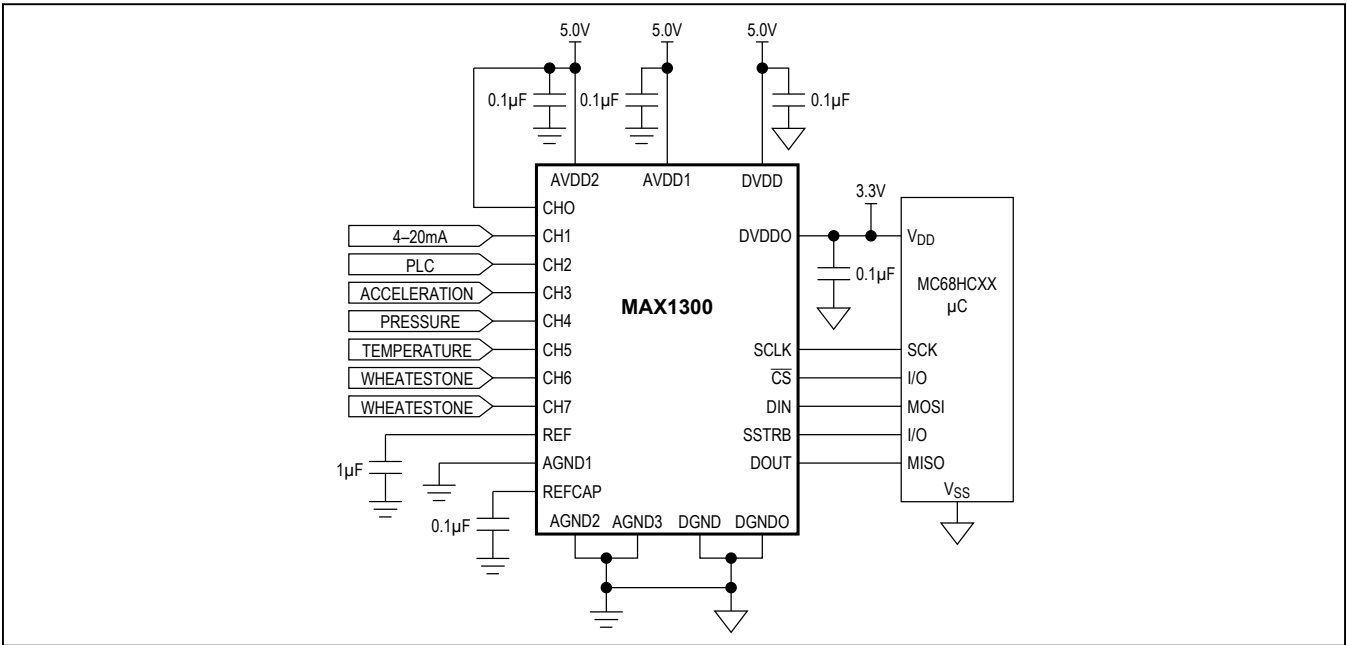 5.0V 5.0V 5.0V
0.1µF 0.1µF 0.1µF
AVDD2 AVDD1 DVDD
3.3V
CHO
4–20mA CH1 DVDDO VDD
PLC CH2
0.1µF
ACCELERATION CH3 MC68HCXX
MAX1300 µC
PRESSURE CH4
TEMPERATURE CH5 SCLK SCK
WHEATESTONE CH6 CS I/O
WHEATESTONE CH7 DIN MOSI
REF SSTRB I/O
1µF AGND1 DOUT MISO
REFCAP VSS
0.1µF AGND2 AGND3 DGND DGNDO